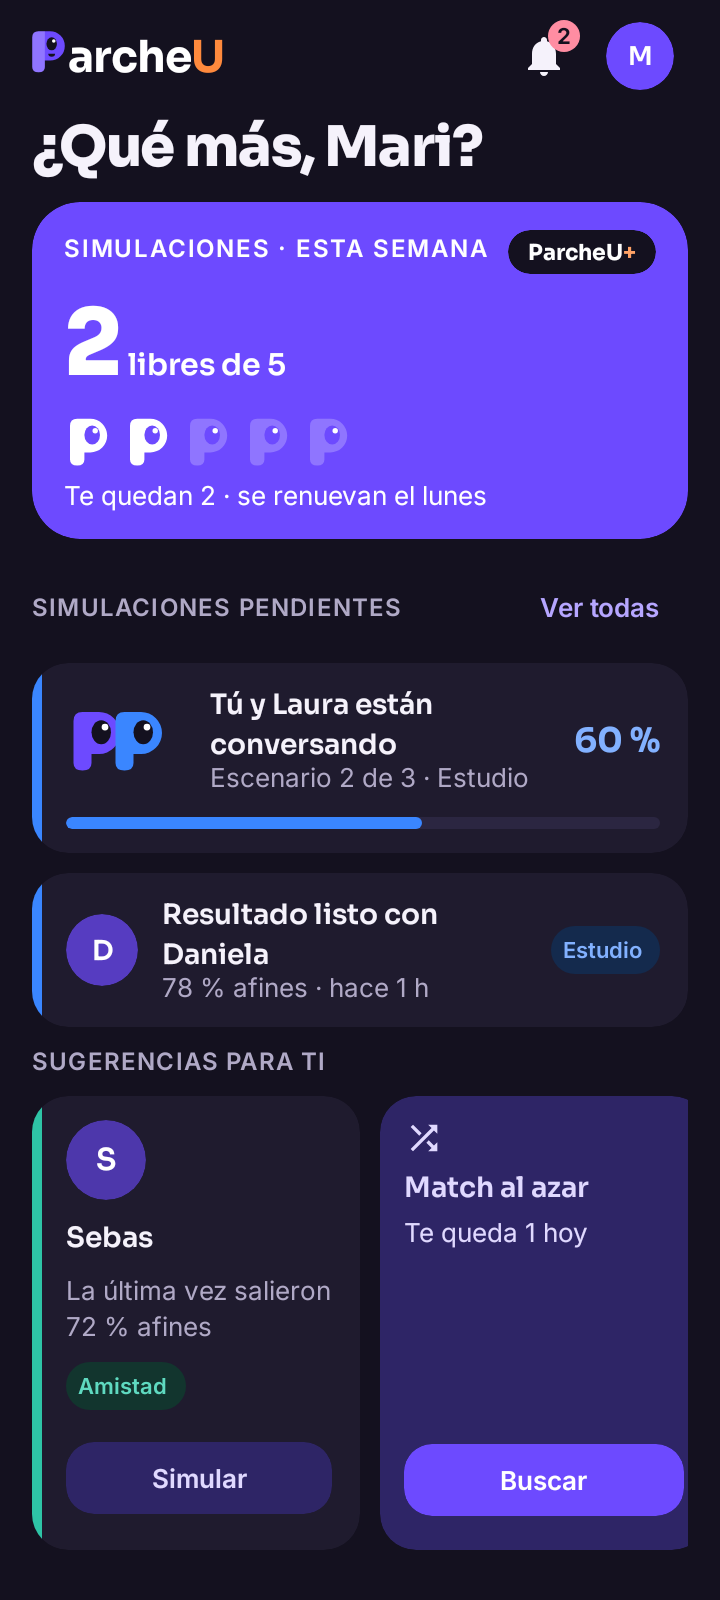 ParcheU
2
M
¿Qué más, Mari?
SIMULACIONES · ESTA SEMANA
ParcheU+
2 libres de 5
Te quedan 2 · se renuevan el lunes
SIMULACIONES PENDIENTES
Ver todas
Tú y Laura están
conversando
Escenario 2 de 3 · Estudio
60 %
D
Resultado listo con
Daniela
78 % afines · hace 1 h
Estudio
SUGERENCIAS PARA TI
S
Sebas
La última vez salieron
72 % afines
Amistad
Simular
Match al azar
Te queda 1 hoy
Buscar